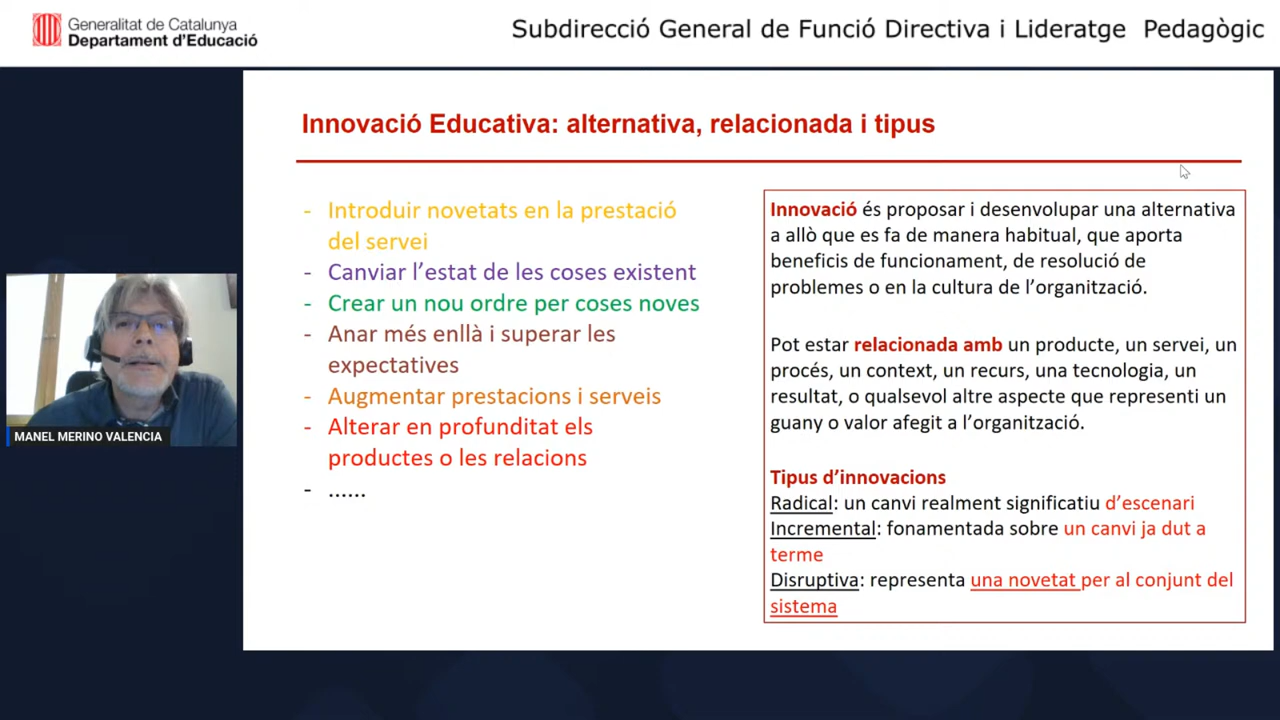 Generalitat de Catalunya
Departament d'Educació
Subdirecció General de Funció Directiva i Lideratge Pedagògic
Innovació Educativa: alternativa, relacionada i tipus
- Introduir novetats en la prestació
del servei
- Canviar l’estat de les coses existent
- Crear un nou ordre per coses noves
- Anar més enllà i superar les
expectatives
- Augmentar prestacions i serveis
- Alterar en profunditat els
productes o les relacions
- ......
Innovació és proposar i desenvolupar una alternativa
a allò que es fa de manera habitual, que aporta
beneficis de funcionament, de resolució de
problemes o en la cultura de l’organització.
Pot estar relacionada amb un producte, un servei, un
procés, un context, un recurs, una tecnologia, un
resultat, o qualsevol altre aspecte que representi un
guany o valor afegit a l’organització.
Tipus d’innovacions
Radical: un canvi realment significatiu d’escenari
Incremental: fonamentada sobre un canvi ja dut a
terme
Disruptiva: representa una novetat per al conjunt del
sistema
MANEL MERINO VALENCIA